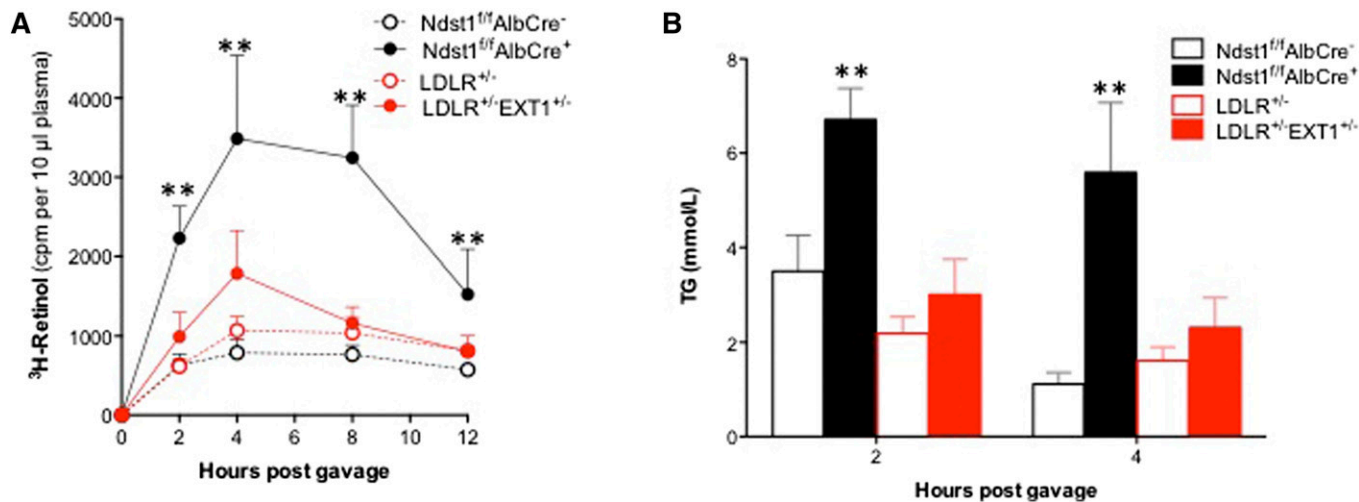 A
³H-Retinol (cpm per 10 µl plasma)
5000
4000
3000
2000
1000
0
0 2 4 6 8 10 12
Hours post gavage
** ** ** **
Ndst1f/fAlbCre-
Ndst1f/fAlbCre+
LDLR+/-
LDLR+/-EXT1+/-
B
TG (mmol/L)
8
6
4
2
0
2 4
Hours post gavage
** **
Ndst1f/fAlbCre-
Ndst1f/fAlbCre+
LDLR+/-
LDLR+/-EXT1+/-